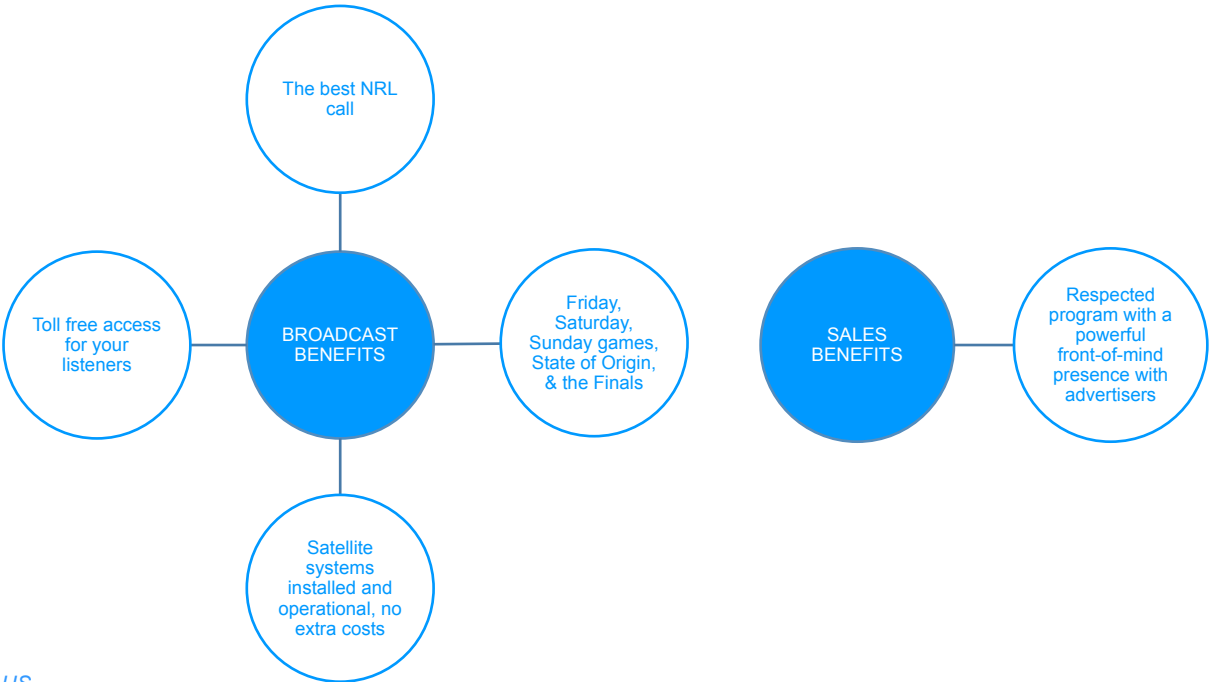 The best NRL
call
Toll free access
for your
listeners
BROADCAST
BENEFITS
Friday,
Saturday,
Sunday games,
State of Origin,
& the Finals
SALES
BENEFITS
Respected
program with a
powerful
front-of-mind
presence with
advertisers
Satellite
systems
installed and
operational, no
extra costs
us